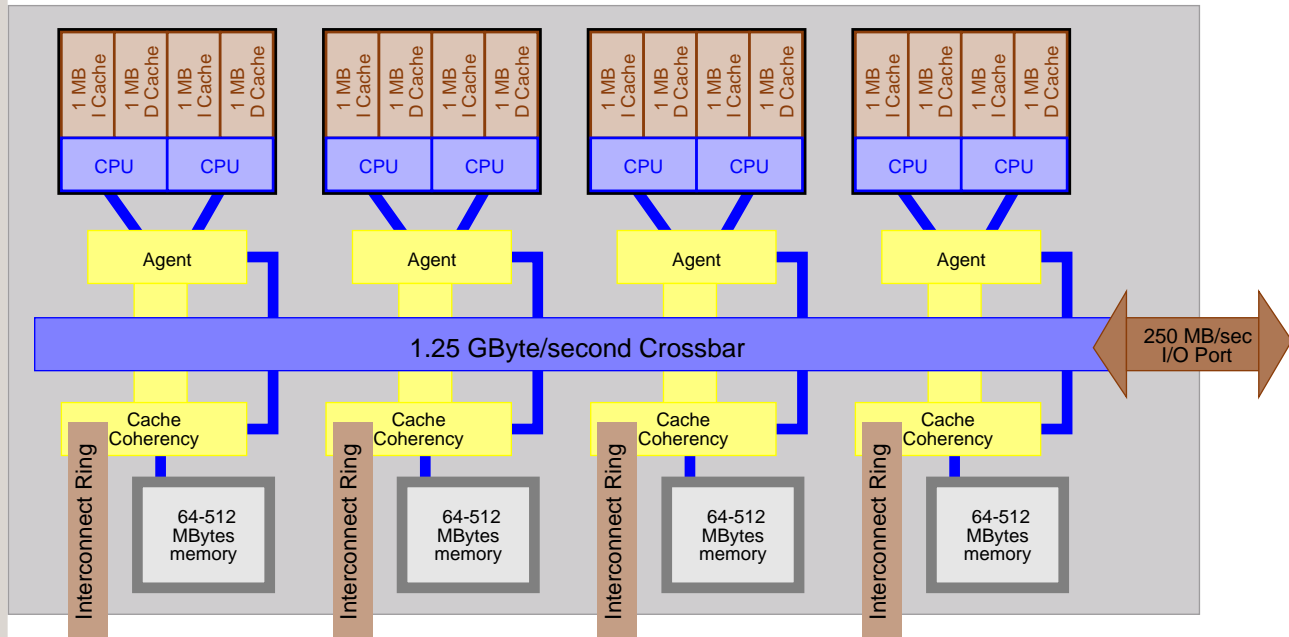 1 MB
I Cache
1 MB
D Cache
1 MB
I Cache
1 MB
D Cache
1 MB
I Cache
1 MB
D Cache
1 MB
I Cache
1 MB
D Cache
1 MB
I Cache
1 MB
D Cache
1 MB
I Cache
1 MB
D Cache
1 MB
I Cache
1 MB
D Cache
1 MB
I Cache
1 MB
D Cache
CPU
CPU
CPU
CPU
CPU
CPU
CPU
CPU
Agent
Agent
Agent
Agent
1.25 GByte/second Crossbar
250 MB/sec
I/O Port
Cache
Coherency
Cache
Coherency
Cache
Coherency
Cache
Coherency
Interconnect Ring
64-512
MBytes
memory
Interconnect Ring
64-512
MBytes
memory
Interconnect Ring
64-512
MBytes
memory
Interconnect Ring
64-512
MBytes
memory